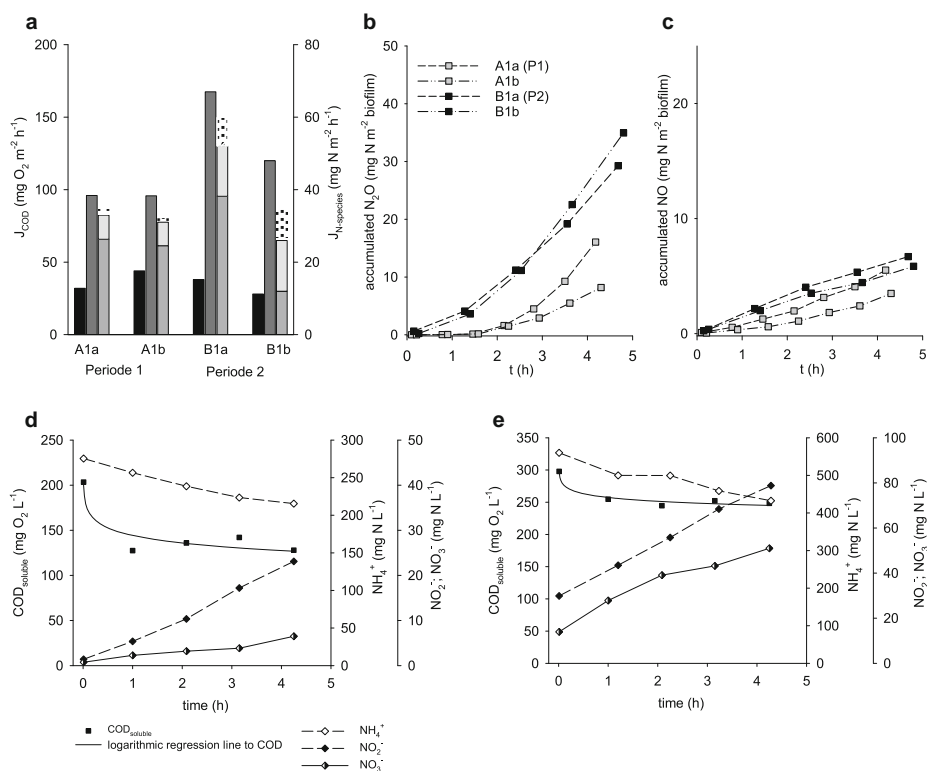 a
200
150
100
50
0
J_COD (mg O₂ m⁻² h⁻¹)
80
60
40
20
0
J_N-species (mg N m⁻² h⁻¹)
A1a A1b B1a B1b
Periode 1 Periode 2
b
50
40
30
20
10
0
accumulated N₂O (mg N m⁻² biofilm)
A1a (P1)
A1b
B1a (P2)
B1b
0 1 2 3 4 5
t (h)
c
20
10
0
accumulated NO (mg N m⁻² biofilm)
0 1 2 3 4 5
t (h)
d
250
200
150
100
50
0
COD_soluble (mg O₂ L⁻¹)
300
250
200
150
100
50
0
NH₄⁺ (mg N L⁻¹)
50
40
30
20
10
0
NO₂⁻; NO₃⁻ (mg N L⁻¹)
0 1 2 3 4 5
time (h)
e
350
300
250
200
150
100
50
0
COD_soluble (mg O₂ L⁻¹)
600
500
400
300
200
100
0
NH₄⁺ (mg N L⁻¹)
100
80
60
40
20
0
NO₂⁻; NO₃⁻ (mg N L⁻¹)
0 1 2 3 4 5
time (h)
COD_soluble
logarithmic regression line to COD
NH₄⁺
NO₂⁻
NO₃⁻